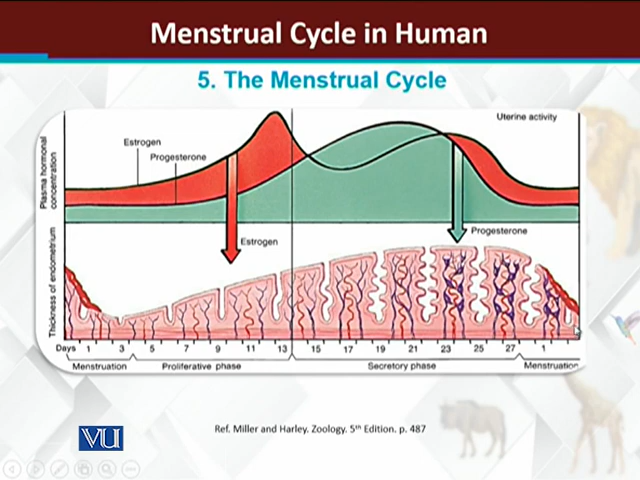 Menstrual Cycle in Human
5. The Menstrual Cycle
Uterine activity
Estrogen
Progesterone
Plasma hormonal
concentration
Progesterone
Estrogen
Thickness of endometrium
Days 1 3 5 7 9 11 13 15 17 19 21 23 25 27 1
Menstruation Proliferative phase Secretory phase Menstruation
Ref. Miller and Harley. Zoology. 5th Edition. p. 487
VU